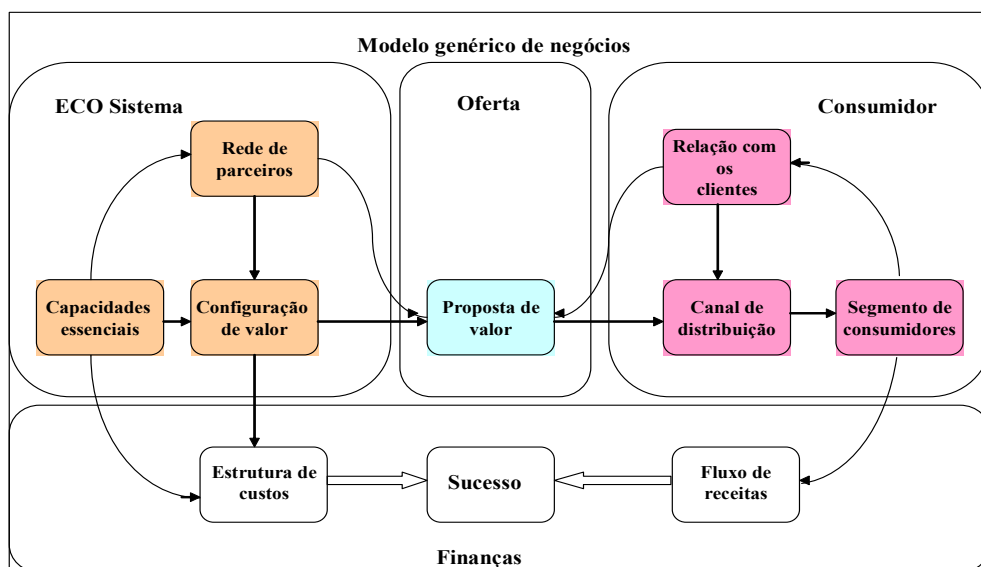 Modelo genérico de negócios
ECO Sistema
Oferta
Consumidor
Rede de
parceiros
Relação com
os
clientes
Capacidades
essenciais
Configuração
de valor
Proposta de
valor
Canal de
distribuição
Segmento de
consumidores
Estrutura de
custos
Sucesso
Fluxo de
receitas
Finanças